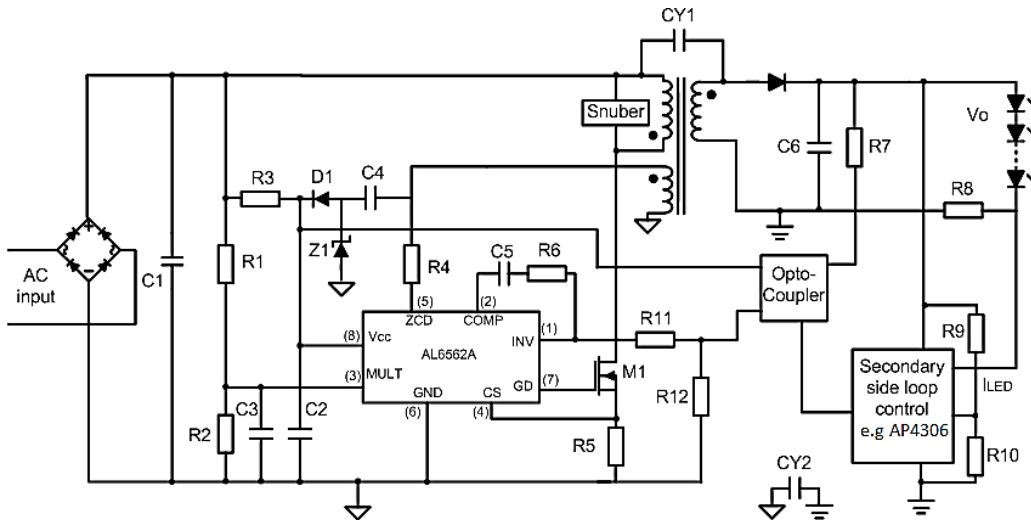 CY1
Snuber
Vo
C6
R7
R3
D1
C4
R8
Z1
R4
C5
R6
AC
input
C1
R1
Opto-
Coupler
(5)
(2)
ZCD
COMP
R11
R9
(8)
Vcc
AL6562A
(1)
INV
(3)
MULT
M1
Secondary
side loop
control
e.g AP4306
ILED
GND
CS
GD
(7)
R12
R2
C3
C2
(6)
(4)
R5
R10
CY2